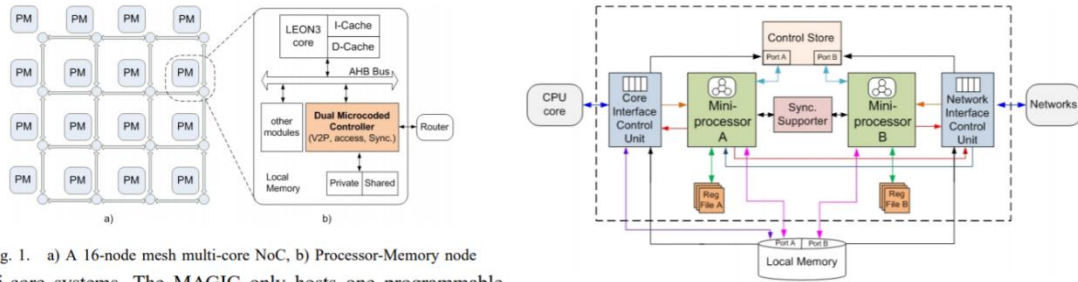 PM PM PM PM
PM PM PM PM
PM PM PM PM
PM PM PM PM
a)
LEON3
core
I-Cache
D-Cache
AHB Bus
other
modules
Dual Microcoded
Controller
(V2P, access, Sync.)
Router
Local
Memory
Private Shared
b)
g. 1. a) A 16-node mesh multi-core NoC, b) Processor-Memory node
i-core systems. The MAGIC only hosts one programmable
Control Store
Port A Port B
CPU
core
Core
Interface
Control
Unit
Mini-
processor
A
Sync.
Supporter
Mini-
processor
B
Network
Interface
Control
Unit
Networks
Reg
File A
Reg
File B
Port A Port B
Local Memory